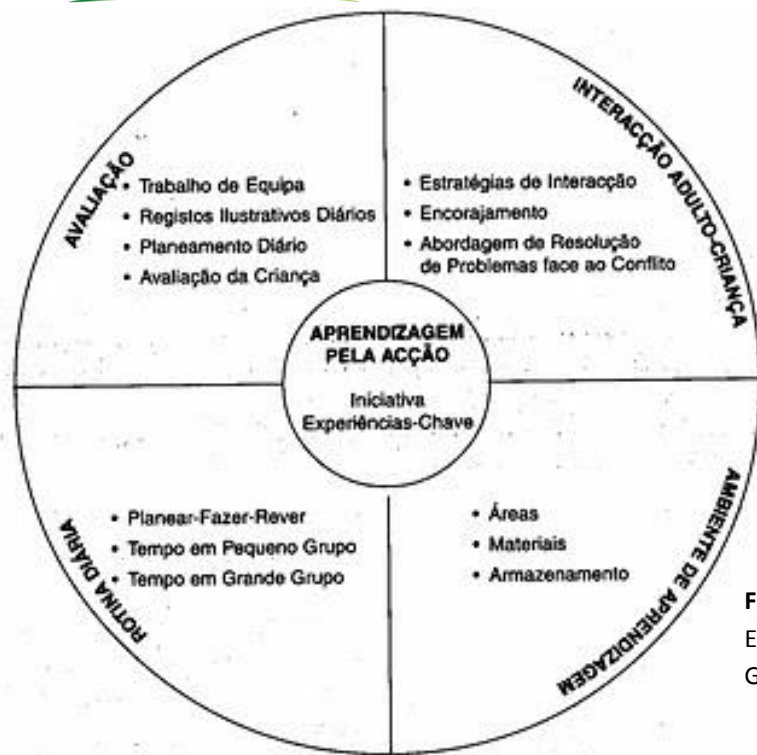 AVALIAÇÃO
• Trabalho de Equipa
• Registos Ilustrativos Diários
• Planeamento Diário
• Avaliação da Criança
INTERACÇÃO ADULTO-CRIANÇA
• Estratégias de Interacção
• Encorajamento
• Abordagem de Resolução
de Problemas face ao Conflito
APRENDIZAGEM
PELA ACÇÃO
Iniciativa
Experiências-Chave
ROTINA DIÁRIA
• Planear-Fazer-Rever
• Tempo em Pequeno Grupo
• Tempo em Grande Grupo
AMBIENTE DE APRENDIZAGEM
• Áreas
• Materiais
• Armazenamento
F
E
G